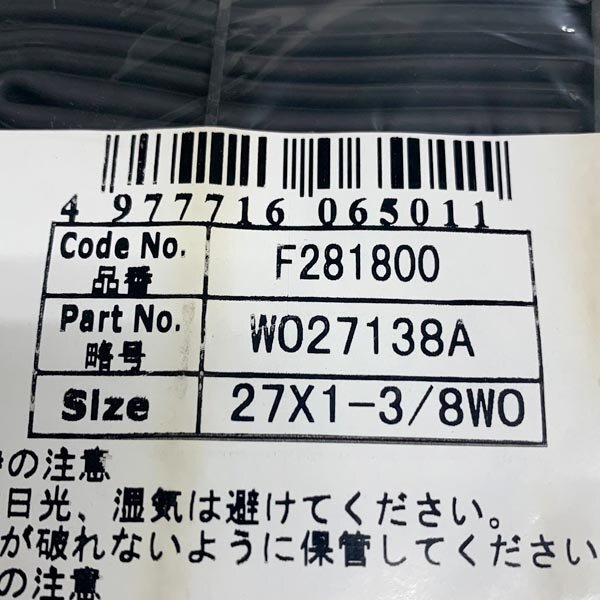 4 977716 065011
Code No. 品番 F281800
Part No. 略号 WO27138A
Size 27X1-3/8WO
の注意
日光、湿気は避けてください。
が破れないように保管してください
の注意